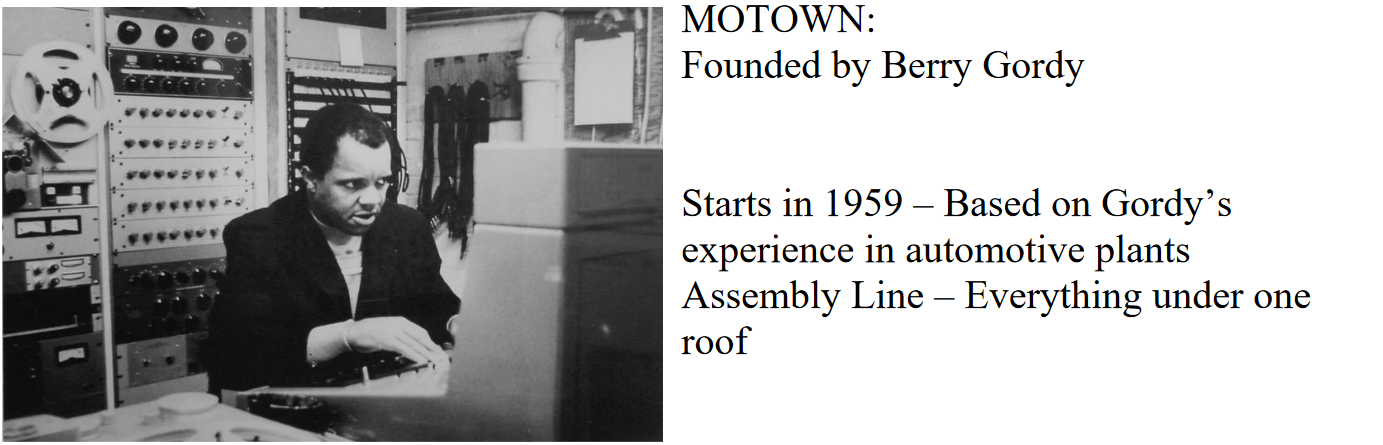 MOTOWN:
Founded by Berry Gordy
Starts in 1959 – Based on Gordy’s
experience in automotive plants
Assembly Line – Everything under one
roof